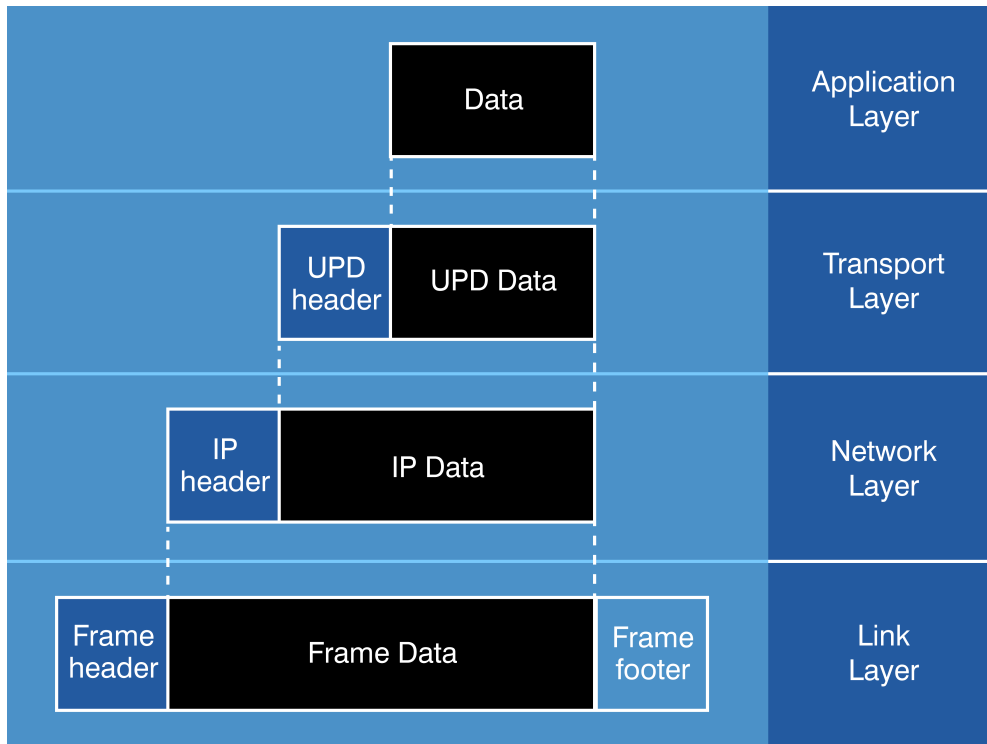 Data
Application
Layer
UPD
header
UPD Data
Transport
Layer
IP
header
IP Data
Network
Layer
Frame
header
Frame Data
Frame
footer
Link
Layer